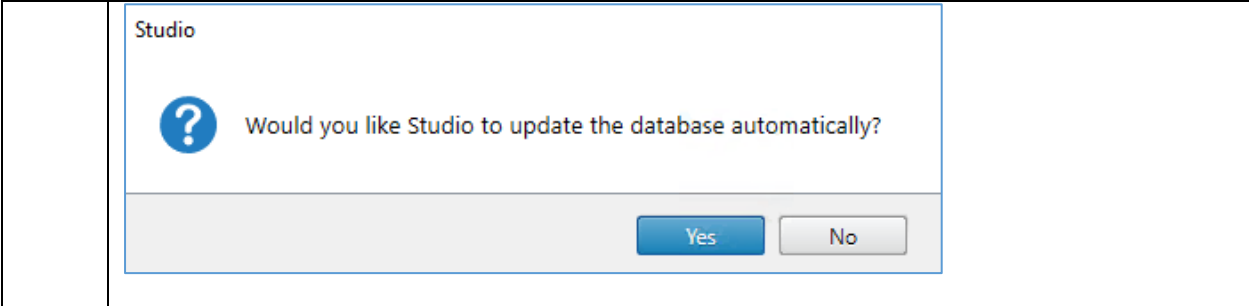 Studio
Would you like Studio to update the database automatically?
Yes No